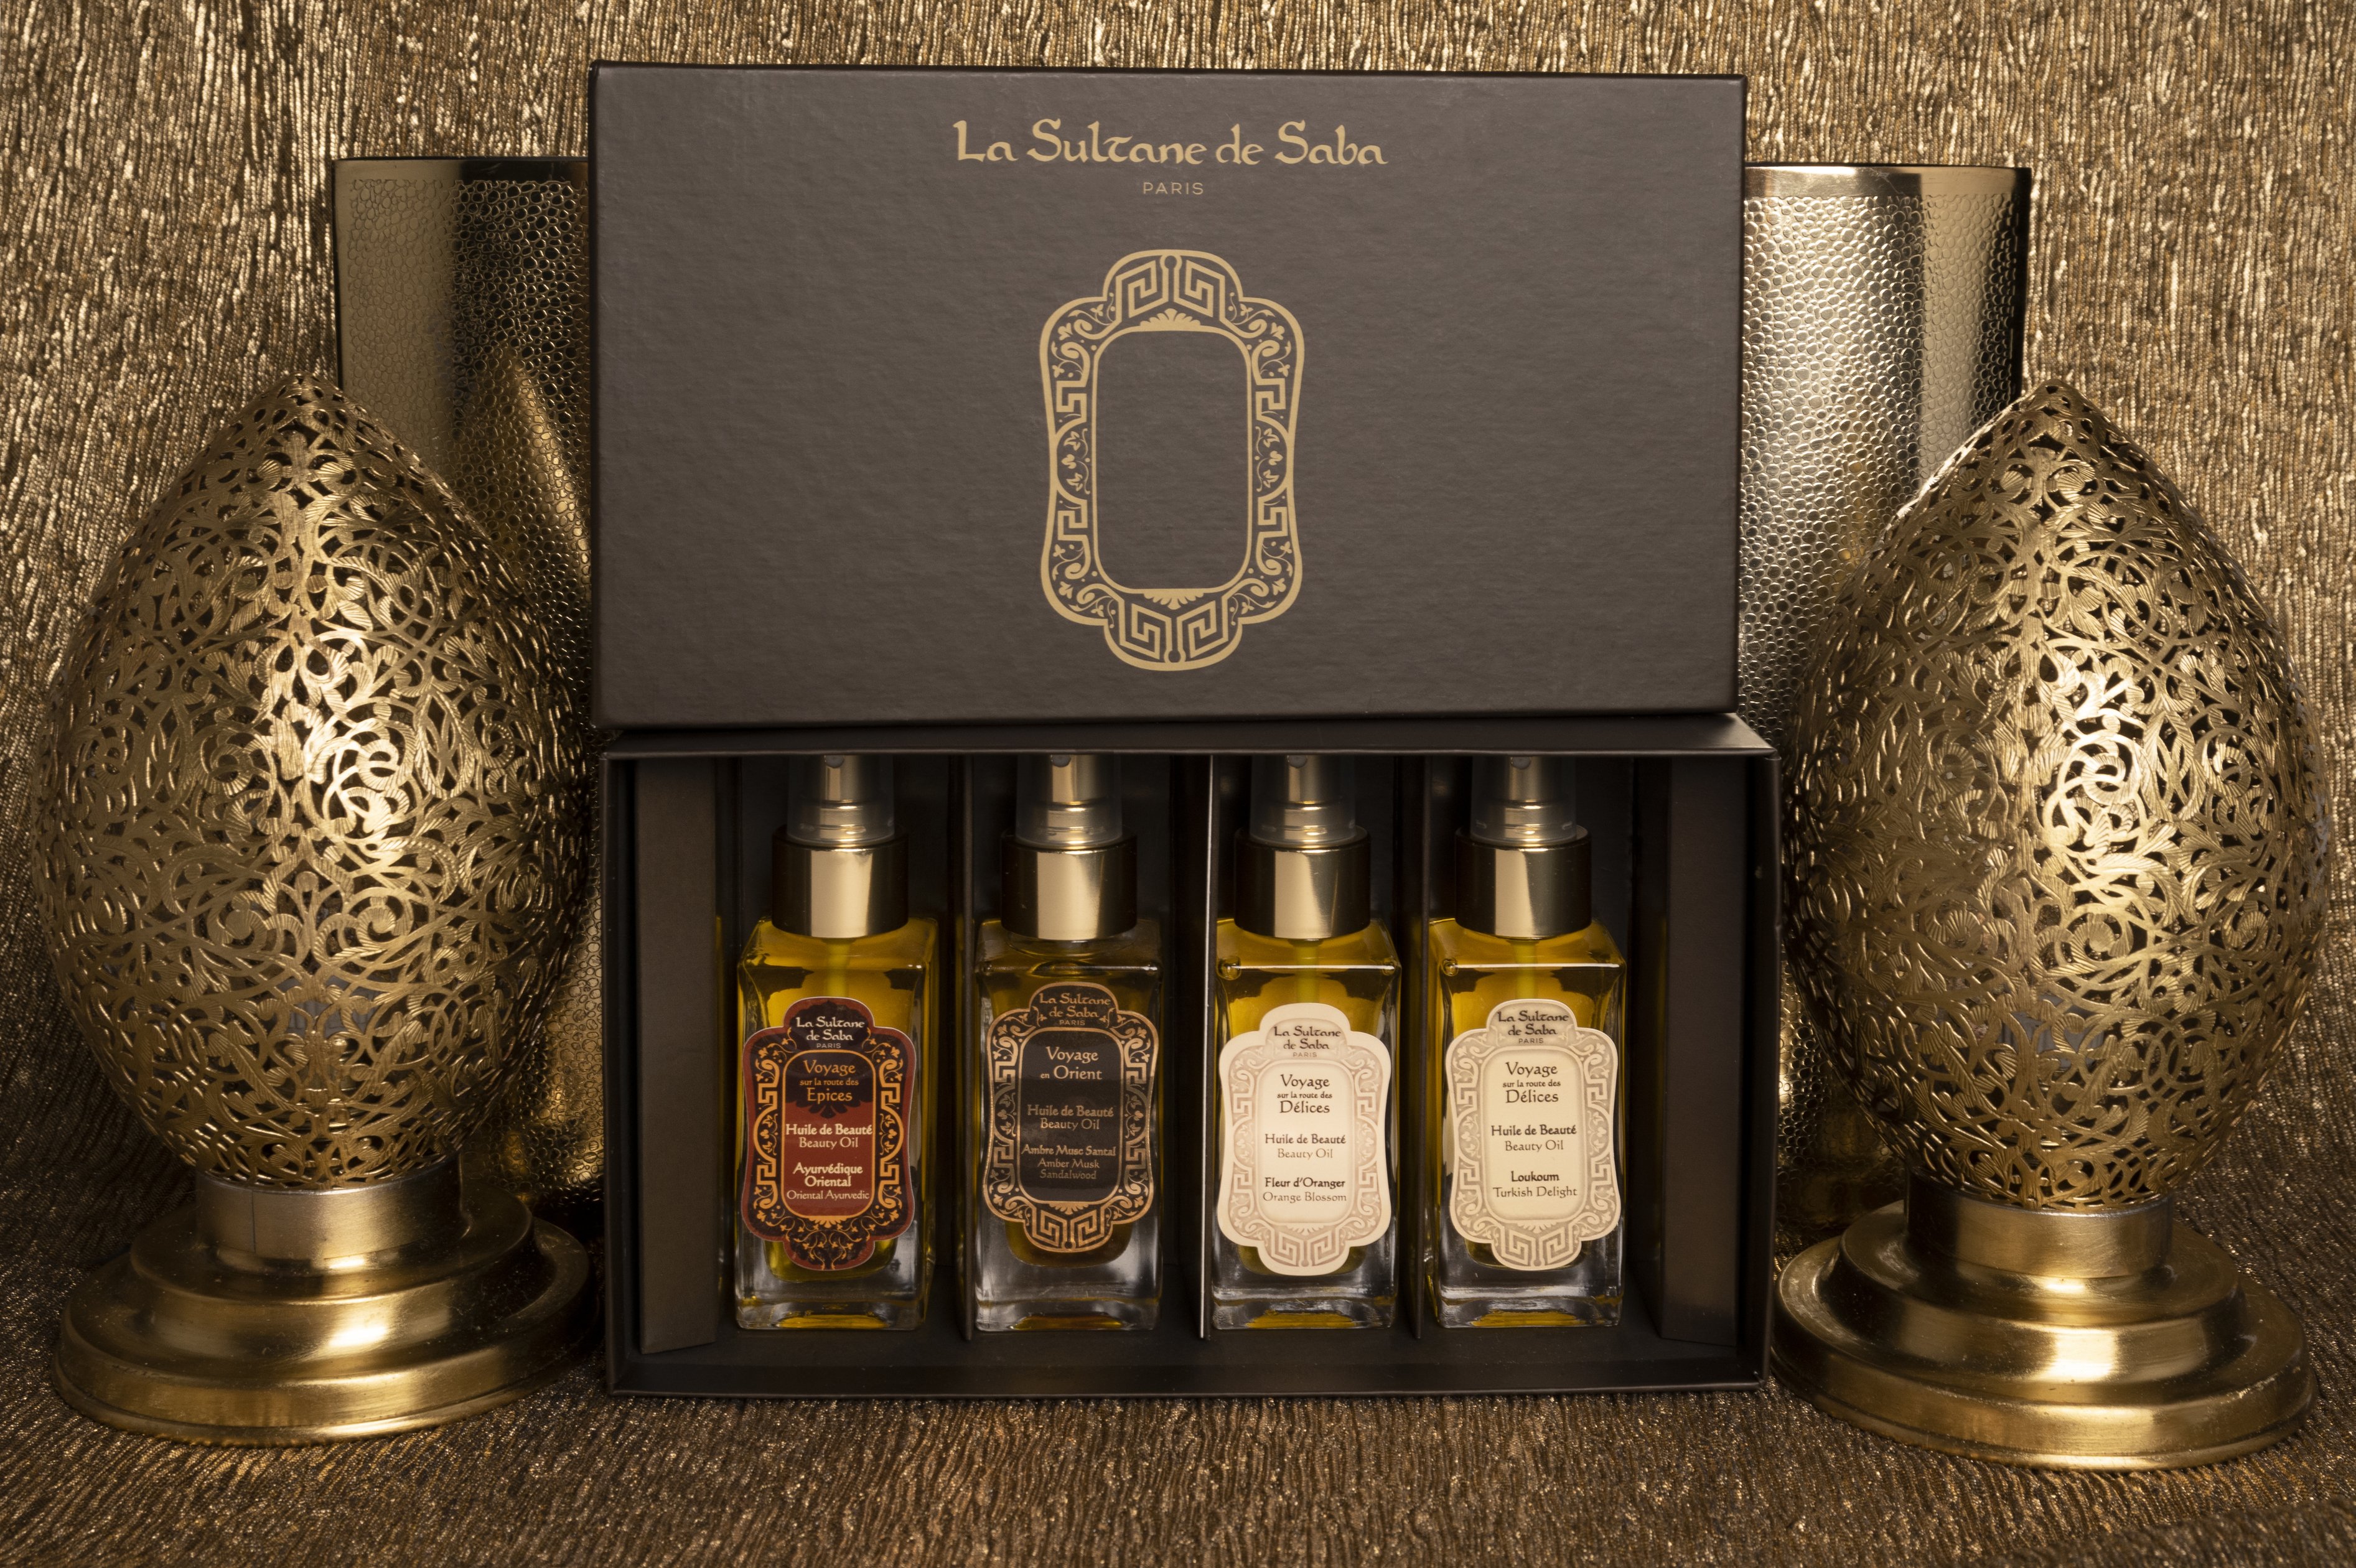 La Sultane de Saba
PARIS
La Sultane
de Saba
PARIS
Voyage
sur la route des
Epices
Huile de Beauté
Beauty Oil
Ayurvédique
Oriental
Oriental Ayurvedic
La Sultane
de Saba
PARIS
Voyage
en Orient
Huile de Beauté
Beauty Oil
Ambre Musc Santal
Amber Musk
Sandalwood
La Sultane
de Saba
PARIS
Voyage
sur la route des
Délices
Huile de Beauté
Beauty Oil
Fleur d'Oranger
Orange Blossom
La Sultane
de Saba
PARIS
Voyage
sur la route des
Délices
Huile de Beauté
Beauty Oil
Loukoum
Turkish Delight